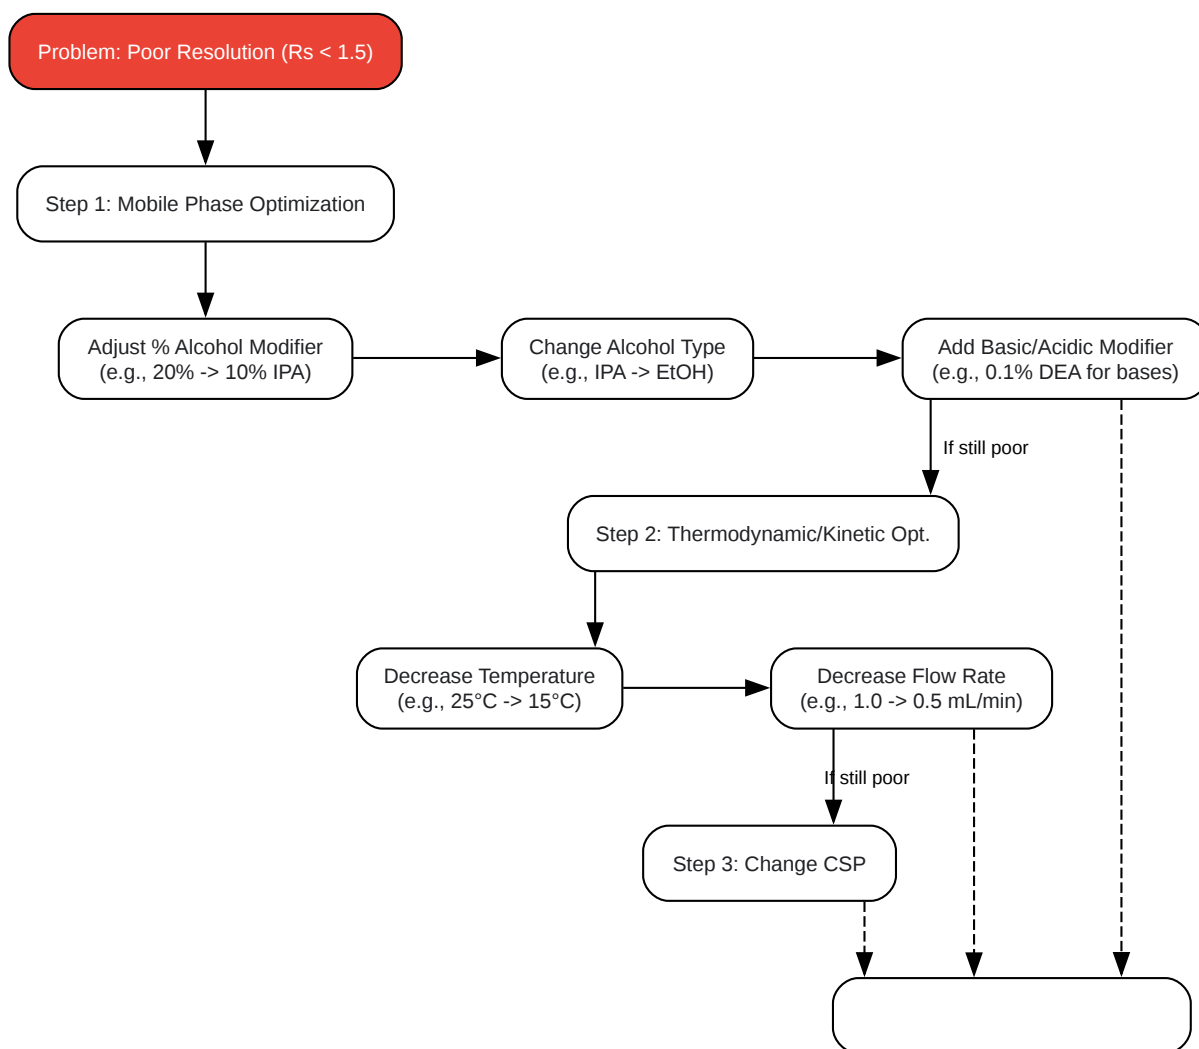 Problem: Poor Resolution (Rs < 1.5)
Step 1: Mobile Phase Optimization
Adjust % Alcohol Modifier
(e.g., 20% -> 10% IPA)
Change Alcohol Type
(e.g., IPA -> EtOH)
Add Basic/Acidic Modifier
(e.g., 0.1% DEA for bases)
If still poor
Step 2: Thermodynamic/Kinetic Opt.
Decrease Temperature
(e.g., 25°C -> 15°C)
Decrease Flow Rate
(e.g., 1.0 -> 0.5 mL/min)
If still poor
Step 3: Change CSP